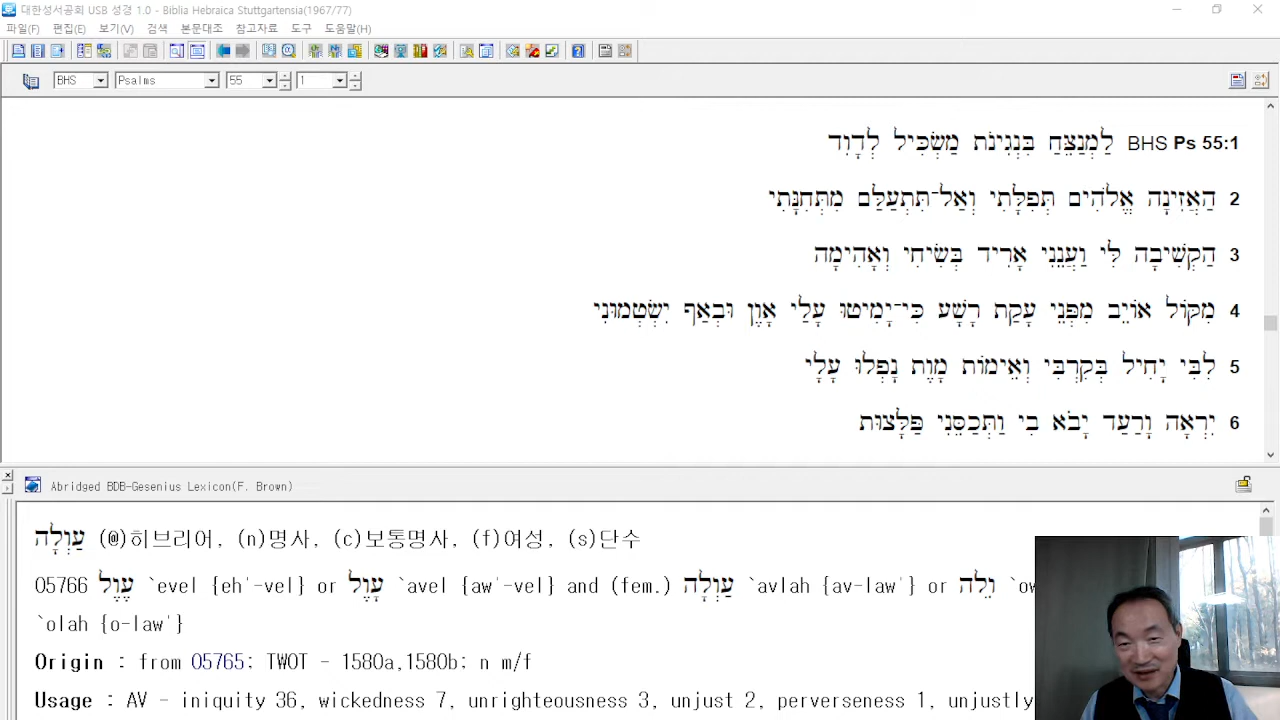 대한성서공회 USB 성경 1.0 - Biblia Hebraica Stuttgartensia(1967/77)
파일(F) 편집(E) 보기(V) 검색 본문대조 참고자료 도구 도움말(H)
BHS Psalms 55 1
BHS Ps 55:1 לַמְנַצֵּחַ בִּנְגִינֹת מַשְׂכִּיל לְדָוִד
2 הַאֲזִינָה אֱלֹהִים תְּפִלָּתִי וְאַל־תִּתְעַלַּם מִתְּחִנָּתִי
3 הַקְשִׁיבָה לִּי וַעֲנֵנִי אָרִיד בְּשִׂיחִי וְאָהִימָה
4 מִקּוֹל אוֹיֵב מִפְּנֵי עָקַת רָשָׁע כִּי־יָמִיטוּ עָלַי אָוֶן וּבְאַף יִשְׂטְמוּנִי
5 לִבִּי יָחִיל בְּקִרְבִּי וְאֵימוֹת מָוֶת נָפְלוּ עָלָי
6 יִרְאָה וָרַעַד יָבֹא בִי וַתְּכַסֵּנִי פַּלָּצוּת
Abridged BDB-Gesenius Lexicon(F. Brown)
עַוְלָה (@)히브리어, (n)명사, (c)보통명사, (f)여성, (s)단수
05766 עֶוֶל `evel {eh'-vel} or עָוֶל `avel {aw'-vel} and (fem.) עַוְלָה `avlah {av-law'} or וֵלה
`olah {o-law'}
Origin : from 05765; TWOT - 1580a,1580b; n m/f
Usage : AV - iniquity 36, wickedness 7, unrighteousness 3, unjust 2, perverseness 1, unjustly